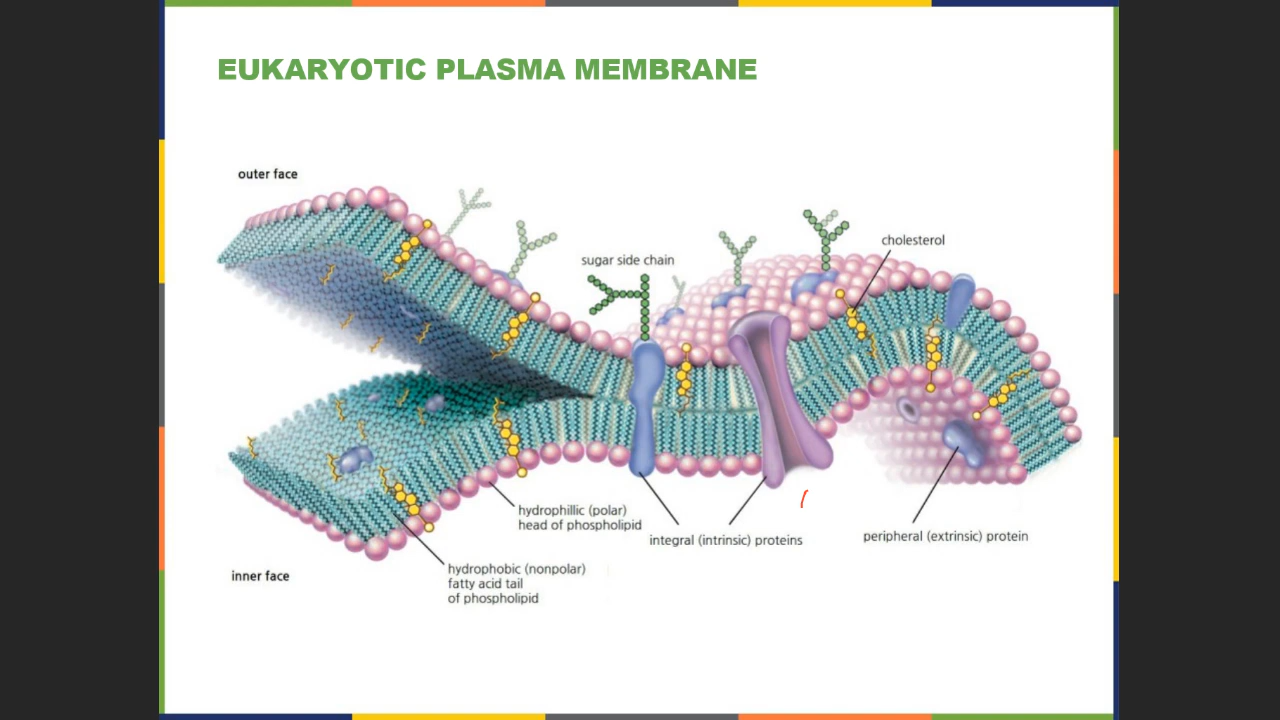 EUKARYOTIC PLASMA MEMBRANE
outer face
cholesterol
sugar side chain
hydrophillic (polar)
head of phospholipid
integral (intrinsic) proteins
peripheral (extrinsic) protein
hydrophobic (nonpolar)
fatty acid tail
of phospholipid
inner face